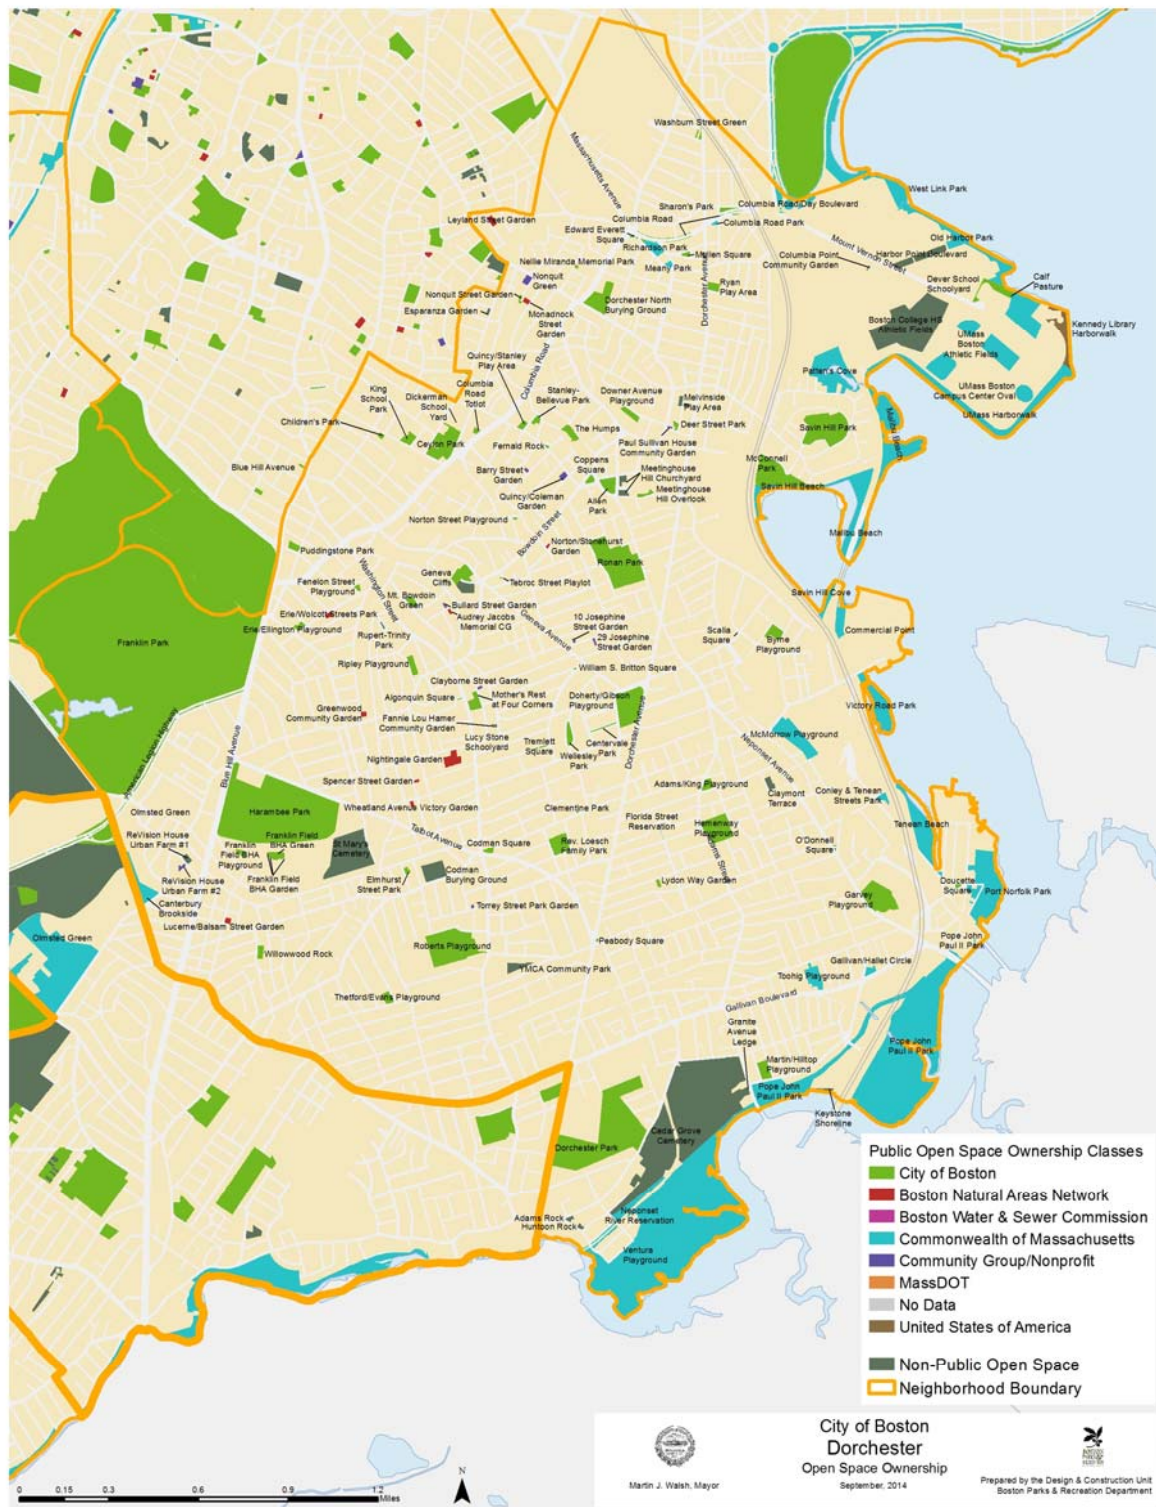 Washburn Street Green
Massachusetts Avenue
West Link Park
Sharon's Park
Columbia Road/Day Boulevard
Leyland Street Garden
Columbia Road
Columbia Road Park
Edward Everett
Square
Richardson Park
Mullen Square
Mount Vernon Street
Old Harbor Park
Harbor Point Boulevard
Columbia Point
Community Garden
Nellie Miranda Memorial Park
Meany Park
Dorchester Avenue
Nonquit
Green
Ryan
Play Area
Dever School
Schoolyard
Calf
Pasture
Nonquit Street Garden
Esparanza Garden
Monadnock
Street
Garden
Dorchester North
Burying Ground
Boston College HS
Athletic Fields
UMass
Boston
Athletic Fields
Kennedy Library
Harborwalk
Columbia Road
Quincy/Stanley
Play Area
Patten's Cove
UMass Boston
Campus Center Oval
UMass Harborwalk
King
School
Park
Dickerman
School
Yard
Columbia
Road
Totlot
Stanley-
Bellevue Park
Downer Avenue
Playground
Melvinside
Play Area
Children's Park
Ceylon Park
The Humps
Deer Street Park
Savin Hill Park
Malibu Beach
Fernald Rock
Paul Sullivan House
Community Garden
Blue Hill Avenue
Barry Street
Garden
Coppens
Square
Meetinghouse
Hill Churchyard
McConnell
Park
Savin Hill Beach
Quincy/Coleman
Garden
Allen
Park
Meetinghouse
Hill Overlook
Norton Street Playground
Bowdoin Street
Malibu Beach
Puddingstone Park
Norton/Stonehurst
Garden
Ronan Park
Washington Street
Geneva
Cliffs
Tebroc Street Playlot
Fenelon Street
Playground
Mt. Bowdoin
Green
Savin Hill Cove
Bullard Street Garden
Audrey Jacobs
Memorial CG
Erie/Wolcott Streets Park
Erie/Ellington Playground
Rupert-Trinity
Park
Geneva Avenue
10 Josephine
Street Garden
29 Josephine
Street Garden
Scalia
Square
Byrne
Playground
Commercial Point
Franklin Park
Ripley Playground
William S. Britton Square
Clayborne Street Garden
Algonquin Square
Mother's Rest
at Four Corners
Doherty/Gibson
Playground
Victory Road Park
Greenwood
Community Garden
Fannie Lou Hamer
Community Garden
Lucy Stone
Schoolyard
McMorrow Playground
American Legion Highway
Blue Hill Avenue
Tremlett
Square
Wellesley
Park
Centervale
Park
Dorchester Avenue
Neponset Avenue
Nightingale Garden
Spencer Street Garden
Adams/King Playground
Claymont
Terrace
Conley & Tenean
Streets Park
Olmsted Green
Harambee Park
Wheatland Avenue Victory Garden
Clementine Park
Florida Street
Reservation
Hemenway
Playground
Tenean Beach
ReVision House
Urban Farm #1
Franklin
Field BHA
Playground
Franklin Field
BHA Green
St Mary's
Cemetery
Talbot Avenue
Codman Square
Rev. Loesch
Family Park
Adams Street
O'Donnell
Square
ReVision House
Urban Farm #2
Franklin Field
BHA Garden
Elmhurst
Street Park
Codman
Burying Ground
Lydon Way Garden
Doucette
Square
Port Norfolk Park
Canterbury
Brookside
Garvey
Playground
Torrey Street Park Garden
Lucerne/Balsam Street Garden
Olmsted Green
Willowwood Rock
Roberts Playground
Peabody Square
Pope John
Paul II Park
Gallivan/Hallet Circle
YMCA Community Park
Toohig Playground
Thetford/Evans Playground
Gallivan Boulevard
Granite
Avenue
Ledge
Pope John
Paul II Park
Martin/Hilltop
Playground
Pope John
Paul II Park
Keystone
Shoreline
Cedar Grove
Cemetery
Dorchester Park
Adams Rock
Huntoon Rock
Neponset
River Reservation
Ventura
Playground
Public Open Space Ownership Classes
City of Boston
Boston Natural Areas Network
Boston Water & Sewer Commission
Commonwealth of Massachusetts
Community Group/Nonprofit
MassDOT
No Data
United States of America
Non-Public Open Space
Neighborhood Boundary
City of Boston
Dorchester
Open Space Ownership
September, 2014
Martin J. Walsh, Mayor
Prepared by the Design & Construction Unit
Boston Parks & Recreation Department
0 0.15 0.3 0.6 0.9 1.2
Miles
N